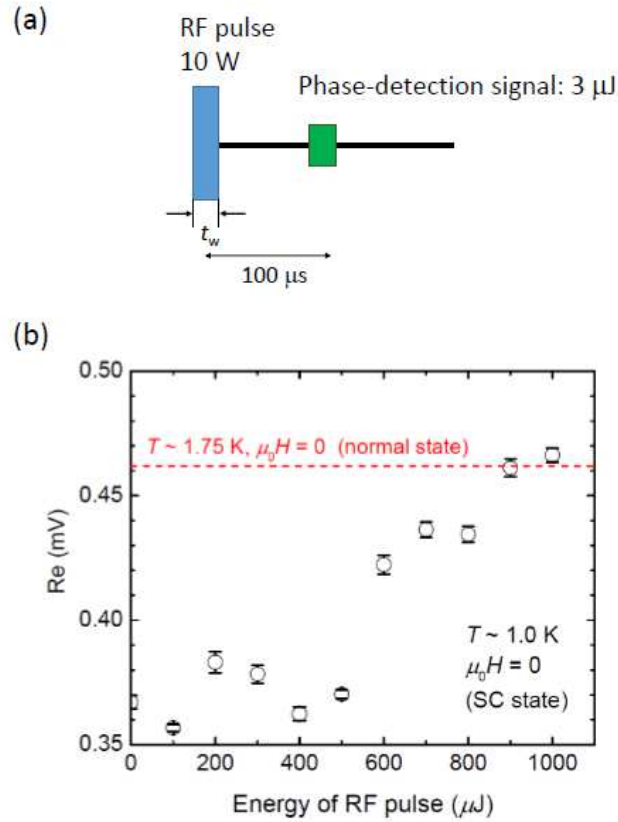 (a)
RF pulse
10 W
Phase-detection signal: 3 μJ
t_w
100 μs
(b)
0.50
T ~ 1.75 K, μ₀H = 0 (normal state)
0.45
Re (mV)
0.40
T ~ 1.0 K
μ₀H = 0
(SC state)
0.35
0 200 400 600 800 1000
Energy of RF pulse (μJ)